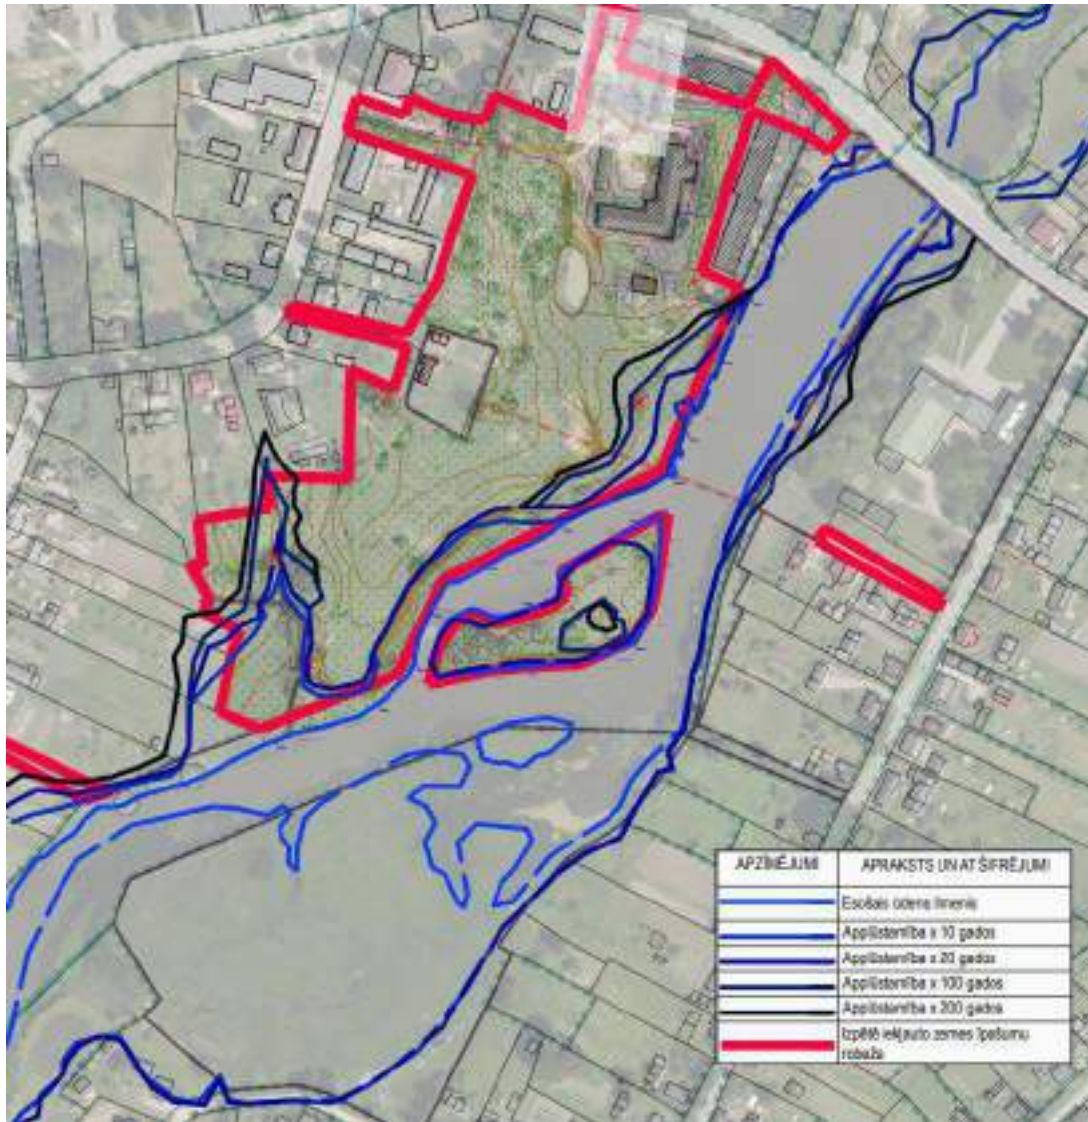 APZĪMĒJUMI
APRAKSTS UN ATŠIFRĒJUMI
Esošais ūdens līmenis
Applūstamība x 10 gados
Applūstamība x 20 gados
Applūstamība x 100 gados
Applūstamība x 200 gados
Izpētē iekļauto zemes īpašumu
robeža